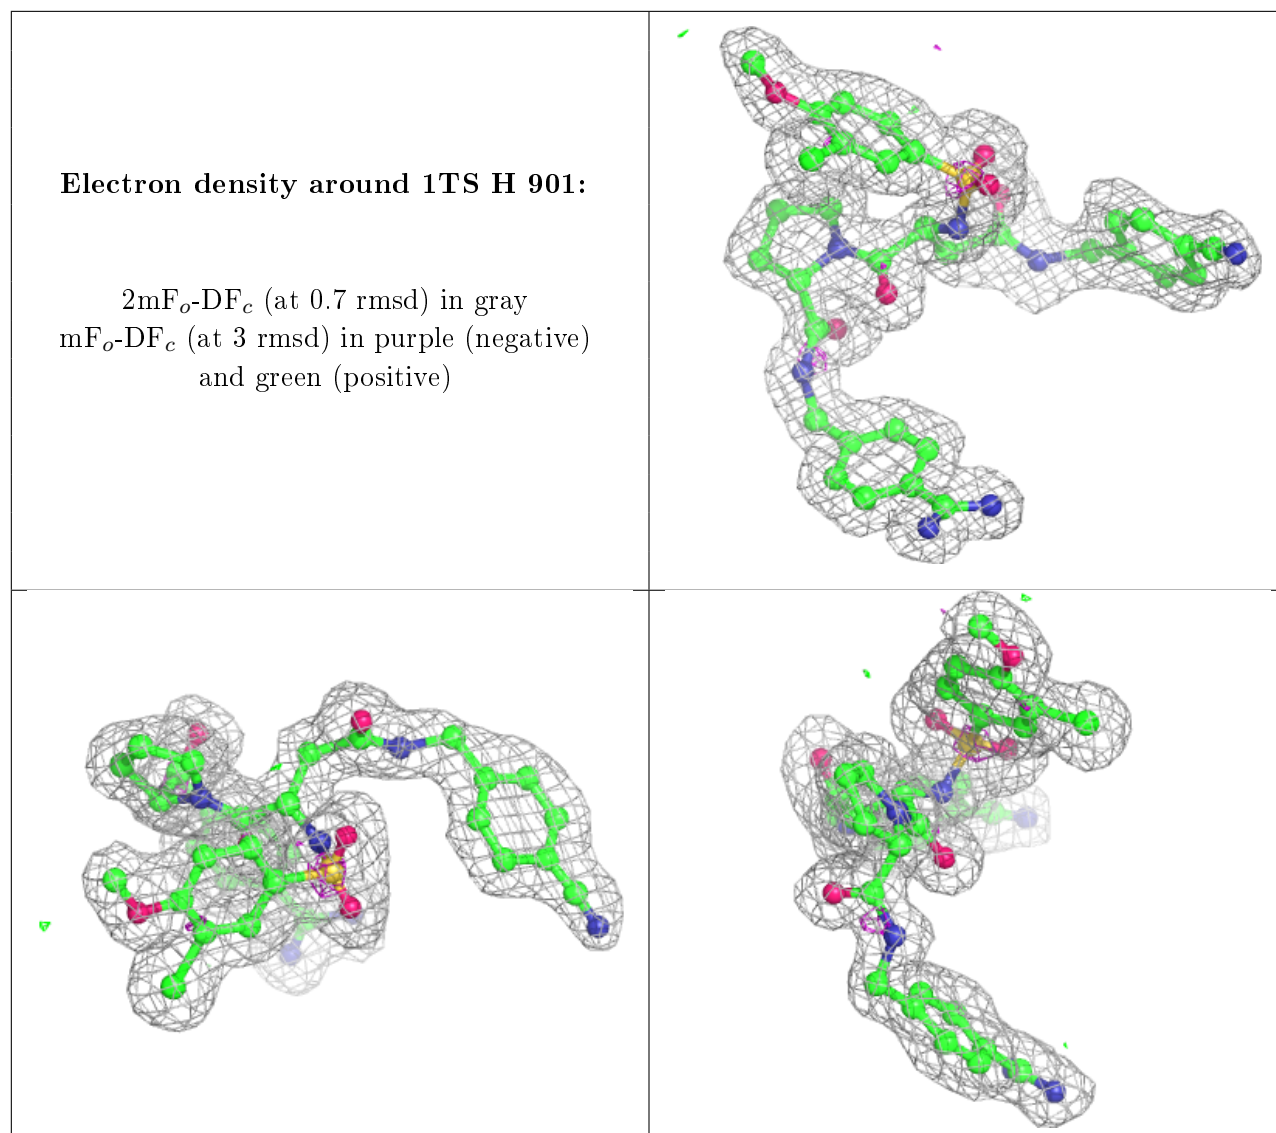 Electron density around 1TS H 901:
2mFo-DFc (at 0.7 rmsd) in gray
mFo-DFc (at 3 rmsd) in purple (negative)
and green (positive)